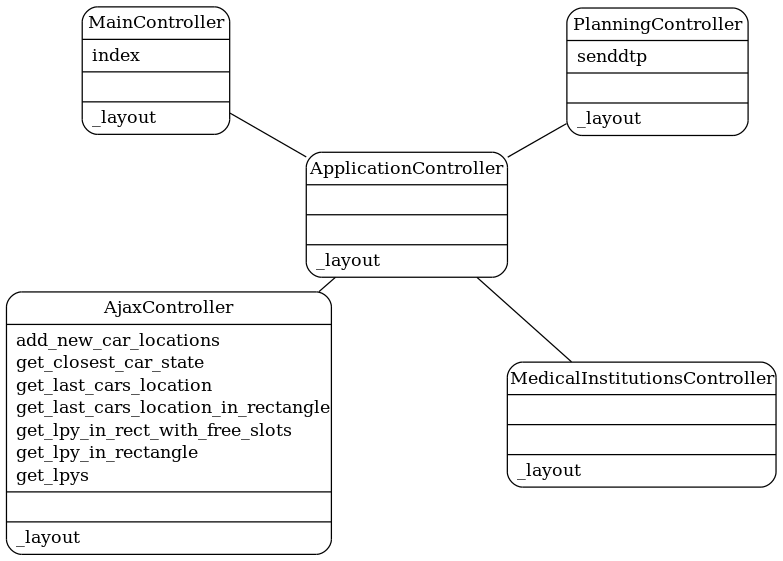 MainController
index
_layout
PlanningController
senddtp
_layout
ApplicationController
_layout
AjaxController
add_new_car_locations
get_closest_car_state
get_last_cars_location
get_last_cars_location_in_rectangle
get_lpy_in_rect_with_free_slots
get_lpy_in_rectangle
get_lpys
_layout
MedicalInstitutionsController
_layout